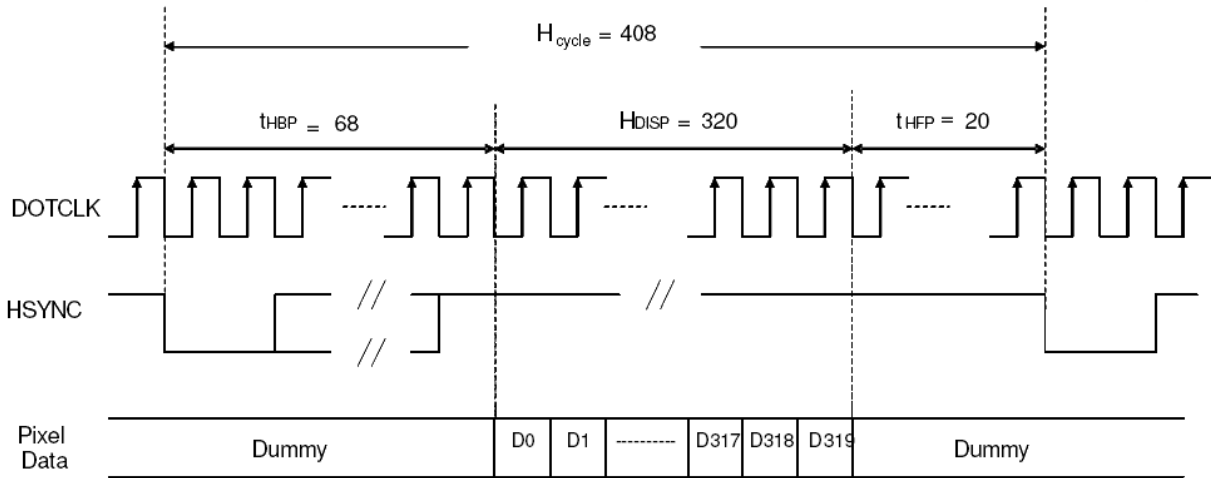 Hcycle = 408
tHBP = 68
HDISP = 320
tHFP = 20
DOTCLK
HSYNC
Pixel
Data
Dummy
D0
D1
D317
D318
D319
Dummy